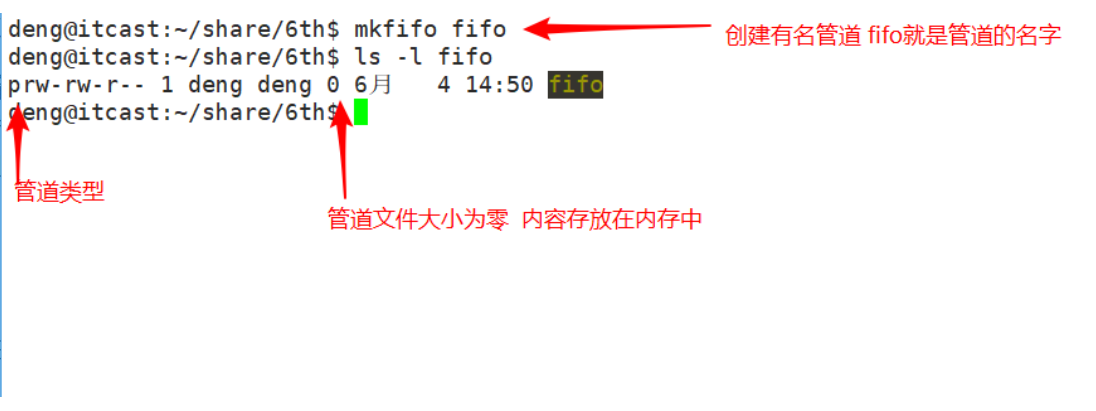 deng@itcast:~/share/6th$ mkfifo fifo
创建有名管道 fifo就是管道的名字
deng@itcast:~/share/6th$ ls -l fifo
prw-rw-r-- 1 deng deng 0 6月   4 14:50 fifo
deng@itcast:~/share/6th$
管道类型
管道文件大小为零 内容存放在内存中